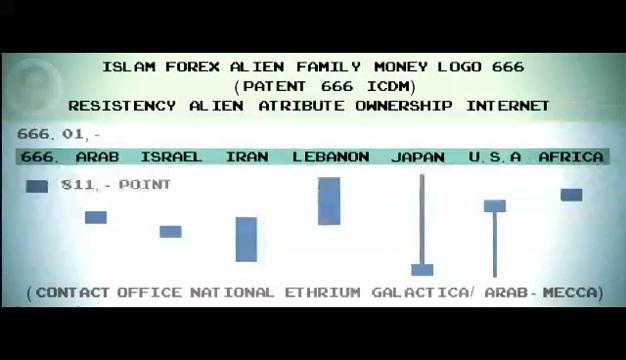 ISLAM FOREX ALIEN FAMILY MONEY LOGO 666
(PATENT 666 ICDM)
RESISTENCY ALIEN ATRIBUTE OWNERSHIP INTERNET
666. 01,-
666. ARAB ISRAEL IRAN LEBANON JAPAN U.S.A AFRICA
811,- POINT
(CONTACT OFFICE NATIONAL ETHRIUM GALACTICA/ ARAB-MECCA)